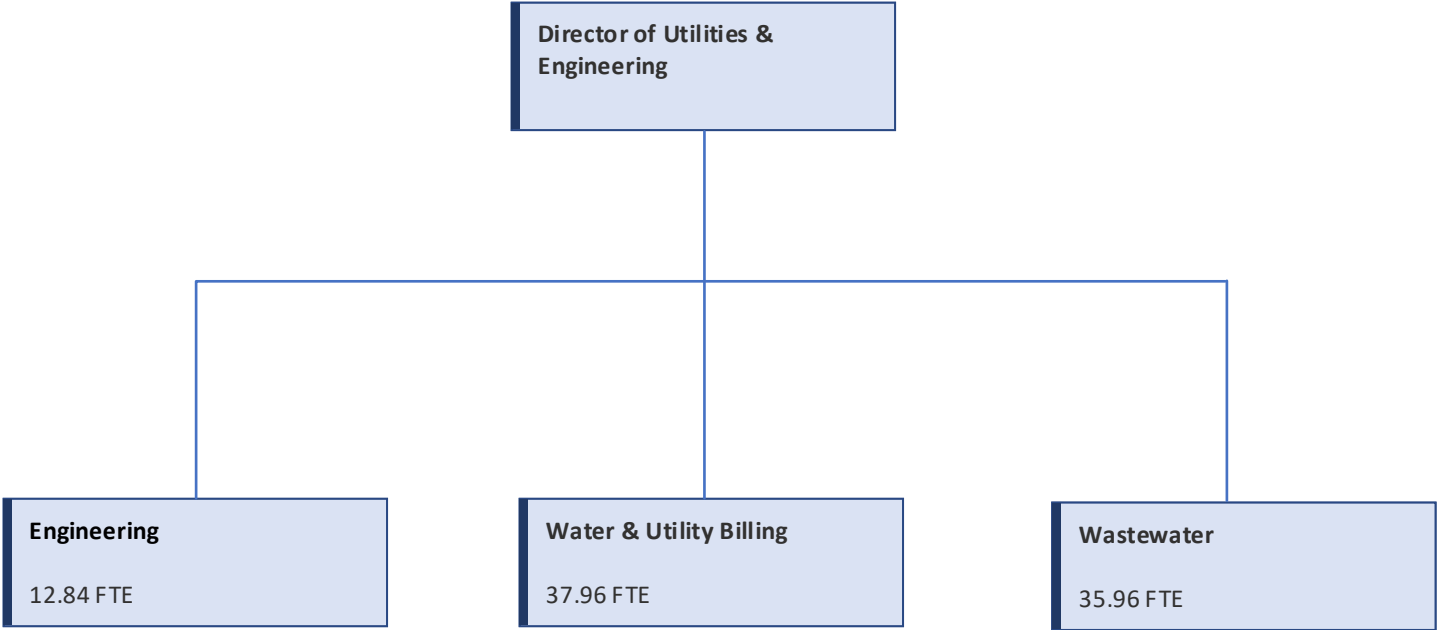 Director of Utilities &
Engineering
Engineering
12.84 FTE
Water & Utility Billing
37.96 FTE
Wastewater
35.96 FTE